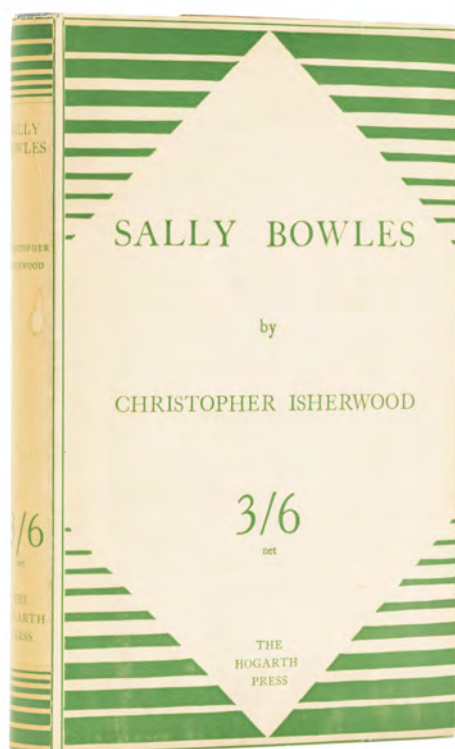 SALLY BOWLES
by
CHRISTOPHER ISHERWOOD
3/6
net
THE
HOGARTH
PRESS